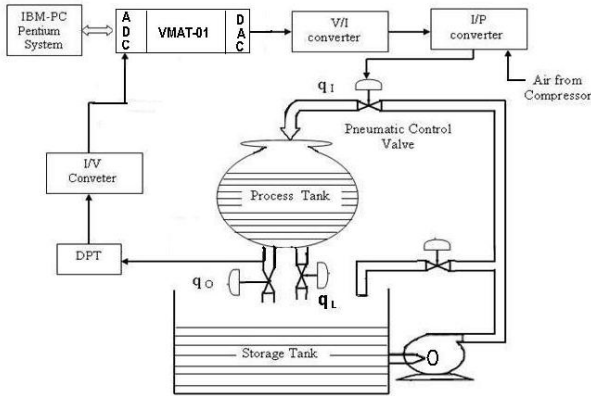 IBM-PC
Pentium
System
A
D
C
VMAT-01
D
A
C
V/I
converter
I/P
converter
Air from
Compressor
q I
Pneumatic Control
Valve
I/V
Conveter
Process Tank
DPT
q O
q L
Storage Tank
O